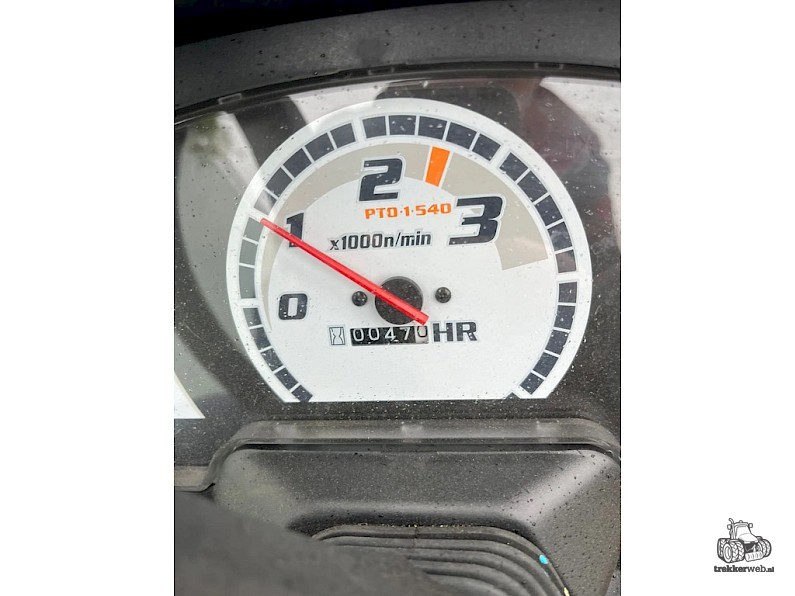 2
PTO·1·540
3
1
x1000n/min
0
00470 HR
trekkerweb.nl